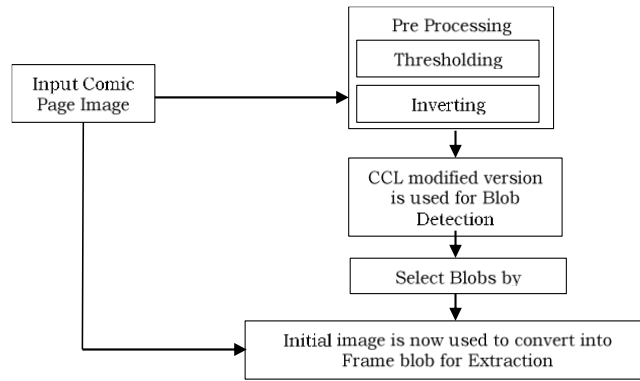 Input Comic
Page Image
Pre Processing
Thresholding
Inverting
CCL modified version
is used for Blob
Detection
Select Blobs by
Initial image is now used to convert into
Frame blob for Extraction